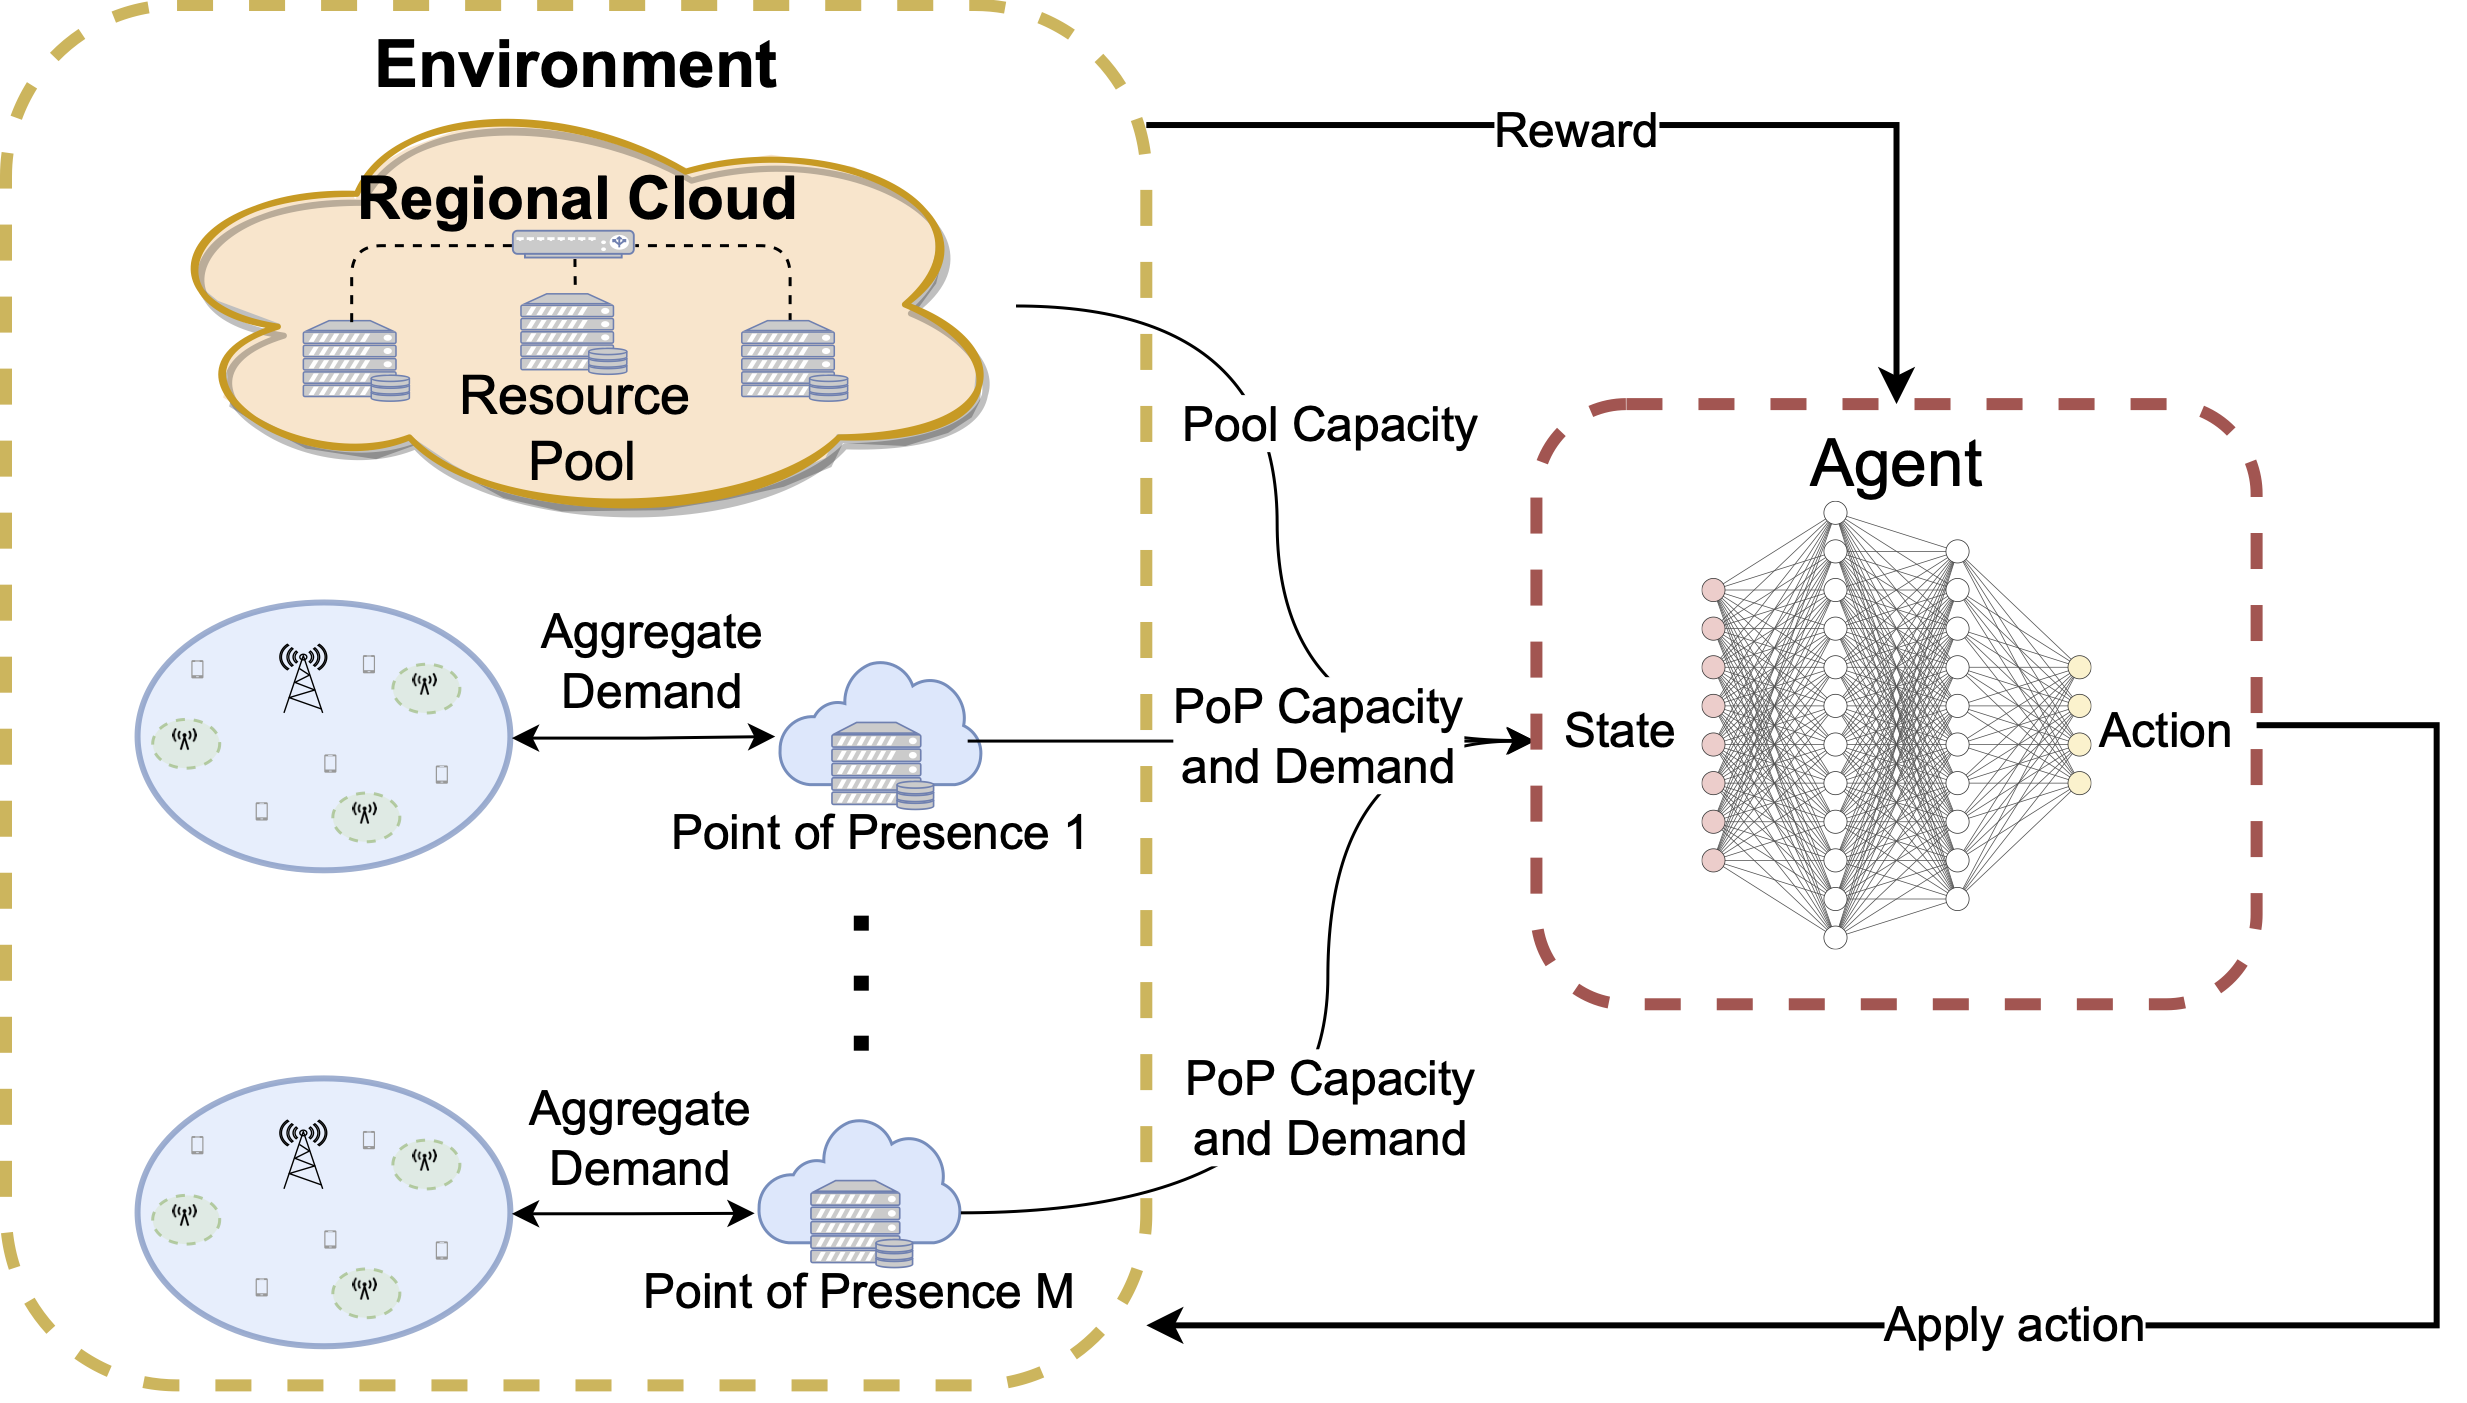 Environment
Regional Cloud
Resource
Pool
Aggregate
Demand
Point of Presence 1
Aggregate
Demand
Point of Presence M
Reward
Pool Capacity
PoP Capacity
and Demand
PoP Capacity
and Demand
Agent
State
Action
Apply action